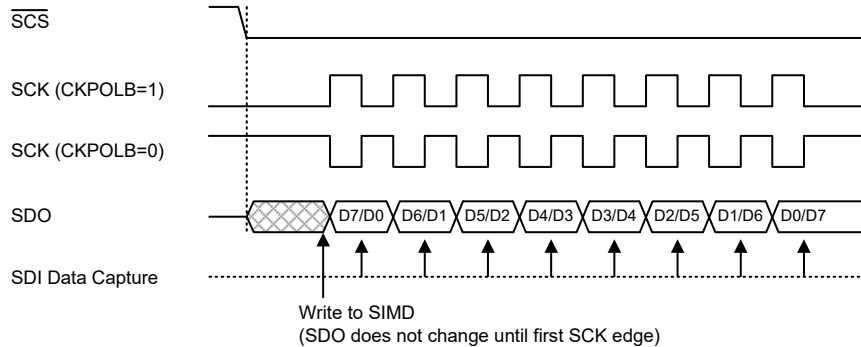 SCS
SCK (CKPOLB=1)
SCK (CKPOLB=0)
SDO
D7/D0 D6/D1 D5/D2 D4/D3 D3/D4 D2/D5 D1/D6 D0/D7
SDI Data Capture
Write to SIMD
(SDO does not change until first SCK edge)